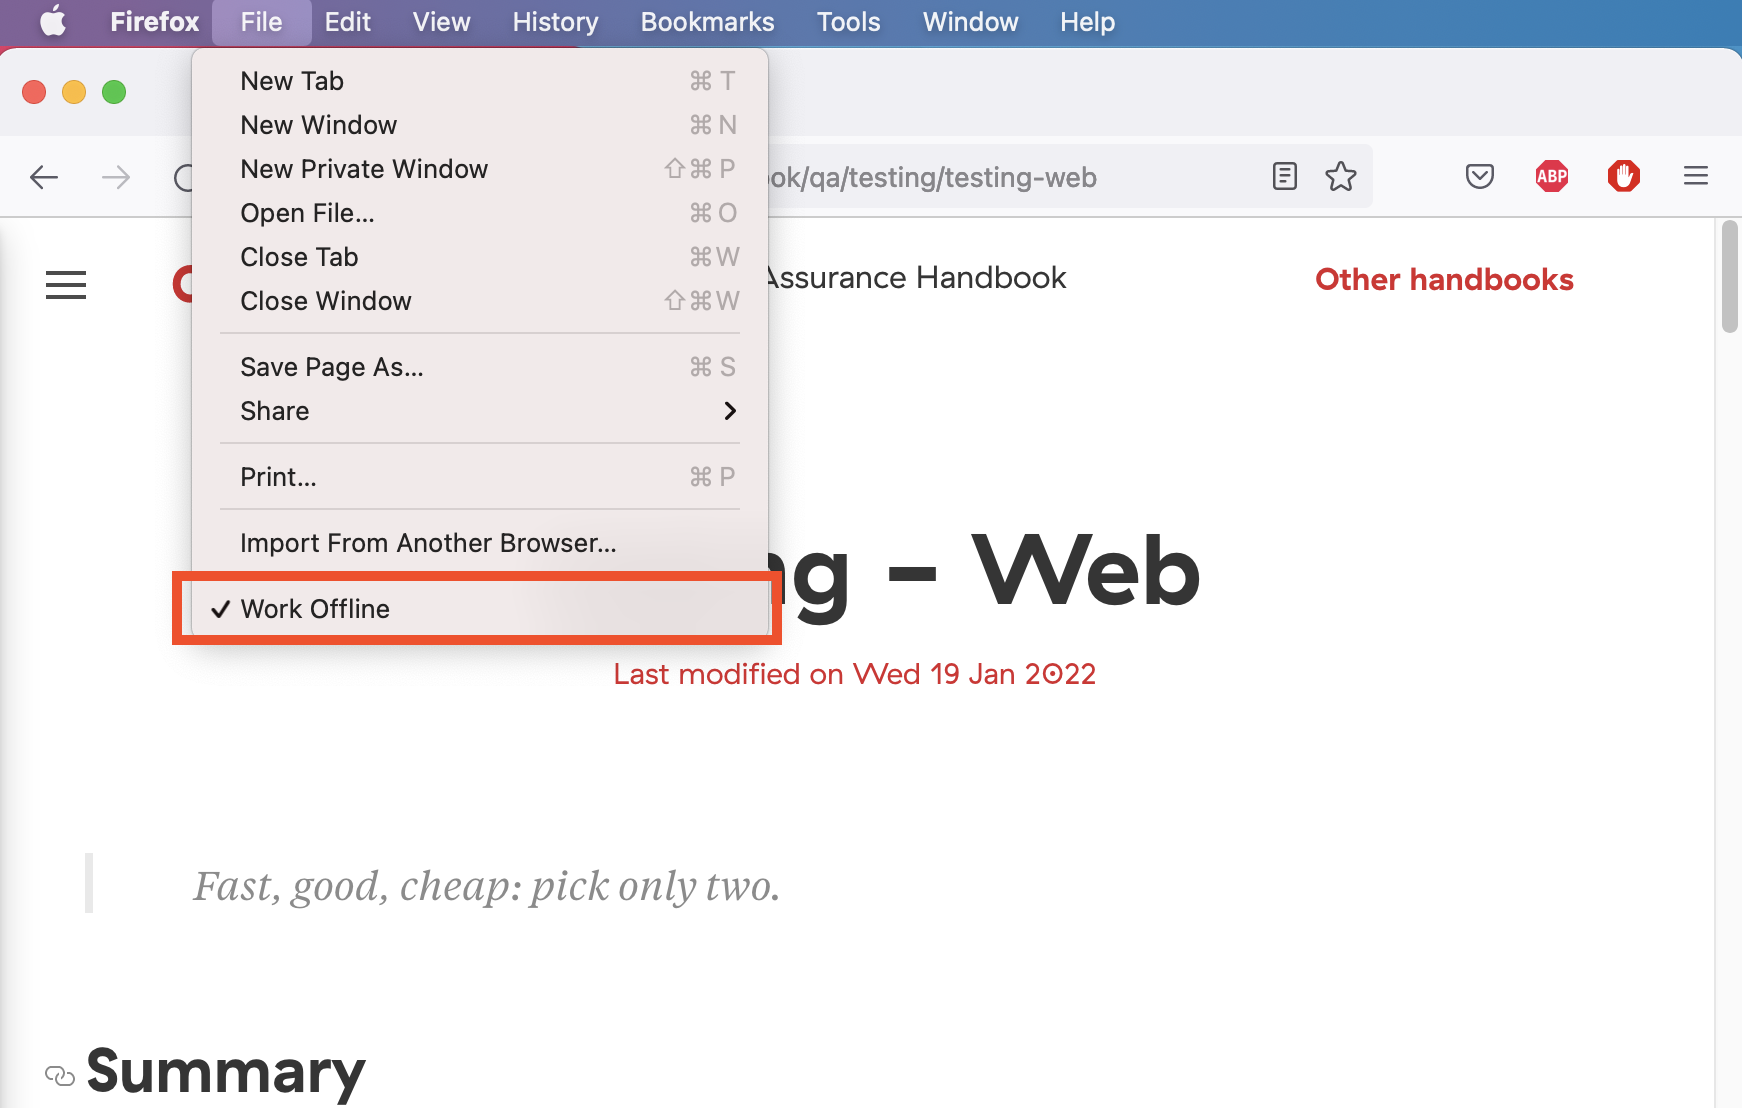 Firefox File Edit View History Bookmarks Tools Window Help
New Tab ⌘ T
New Window ⌘ N
New Private Window ⇧⌘ P
Open File... ⌘ O
Close Tab ⌘W
Close Window ⇧⌘W
Save Page As... ⌘ S
Share
Print... ⌘ P
Import From Another Browser...
✓ Work Offline
ok/qa/testing/testing-web
ABP
Assurance Handbook
Other handbooks
ng – Web
Last modified on Wed 19 Jan 2022
Fast, good, cheap: pick only two.
Summary